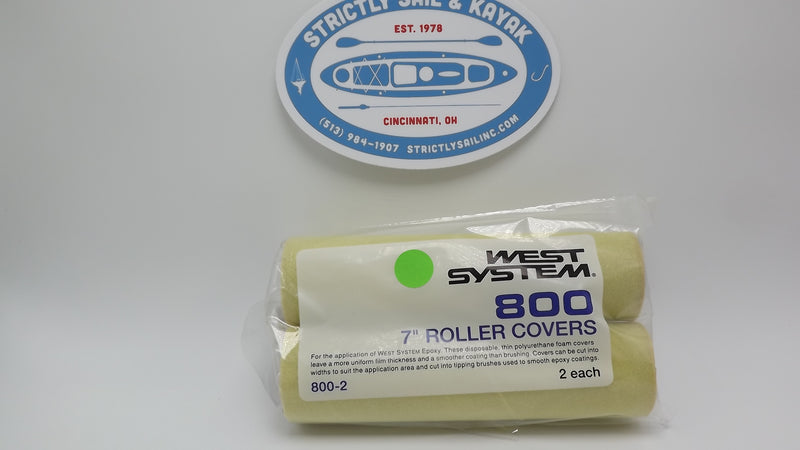 STRICTLY SAIL & KAYAK
EST. 1978
CINCINNATI, OH
(513) 984-1907 STRICTLYSAILINC.COM
WEST
SYSTEM®
800
7" ROLLER COVERS
For the application of WEST SYSTEM Epoxy. These disposable, thin polyurethane foam covers
leave a more uniform film thickness and a smoother coating than brushing. Covers can be cut into
widths to suit the application area and cut into tipping brushes used to smooth epoxy coatings.
800-2
2 each